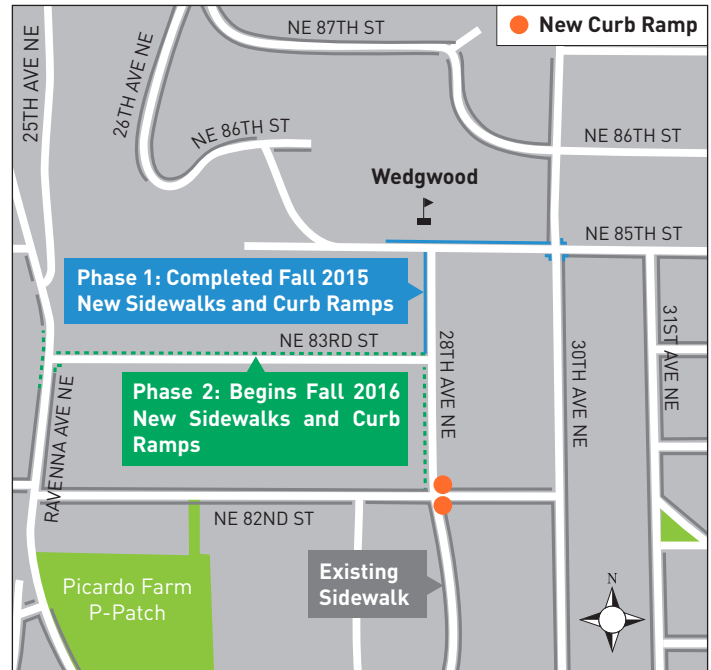 New Curb Ramp
NE 87TH ST
25TH AVE NE
26TH AVE NE
NE 86TH ST
NE 86TH ST
Wedgwood
NE 85TH ST
Phase 1: Completed Fall 2015
New Sidewalks and Curb Ramps
NE 83RD ST
28TH AVE NE
30TH AVE NE
31ST AVE NE
Phase 2: Begins Fall 2016
New Sidewalks and Curb
Ramps
RAVENNA AVE NE
NE 82ND ST
Existing
Sidewalk
Picardo Farm
P-Patch
N